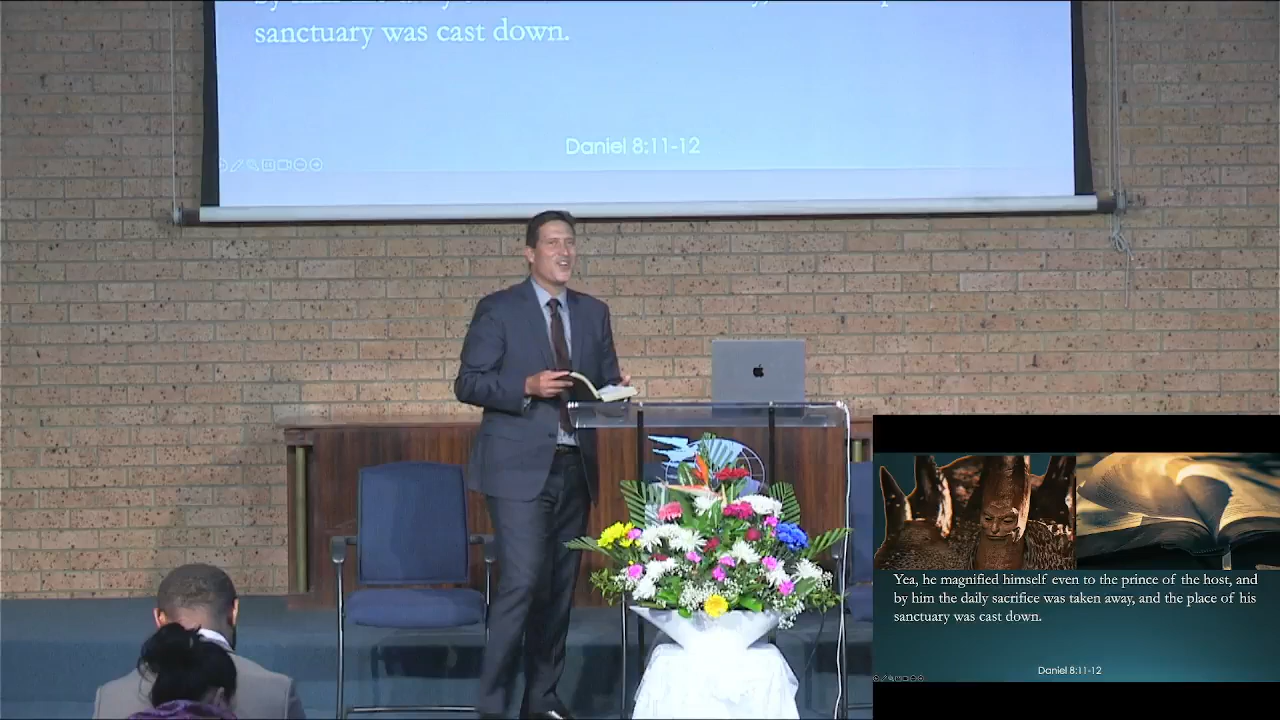 sanctuary was cast down.
Daniel 8:11-12
Yea, he magnified himself even to the prince of the host, and
by him the daily sacrifice was taken away, and the place of his
sanctuary was cast down.
Daniel 8:11-12